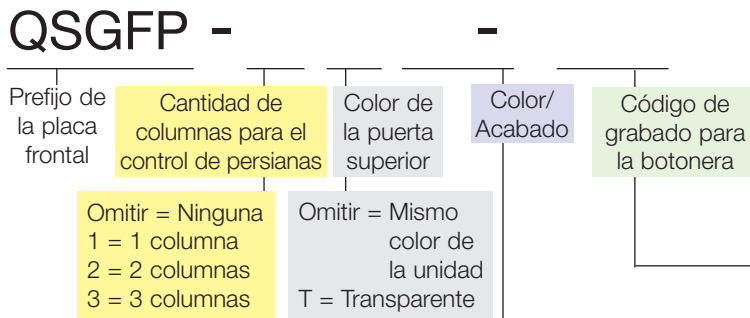 QSGFP - -
Prefijo de
la placa
frontal
Cantidad de
columnas para el
control de persianas
Color de
la puerta
superior
Color/
Acabado
Código de
grabado para
la botonera
Omitir = Ninguna
1 = 1 columna
2 = 2 columnas
3 = 3 columnas
Omitir = Mismo
color de
la unidad
T = Transparente